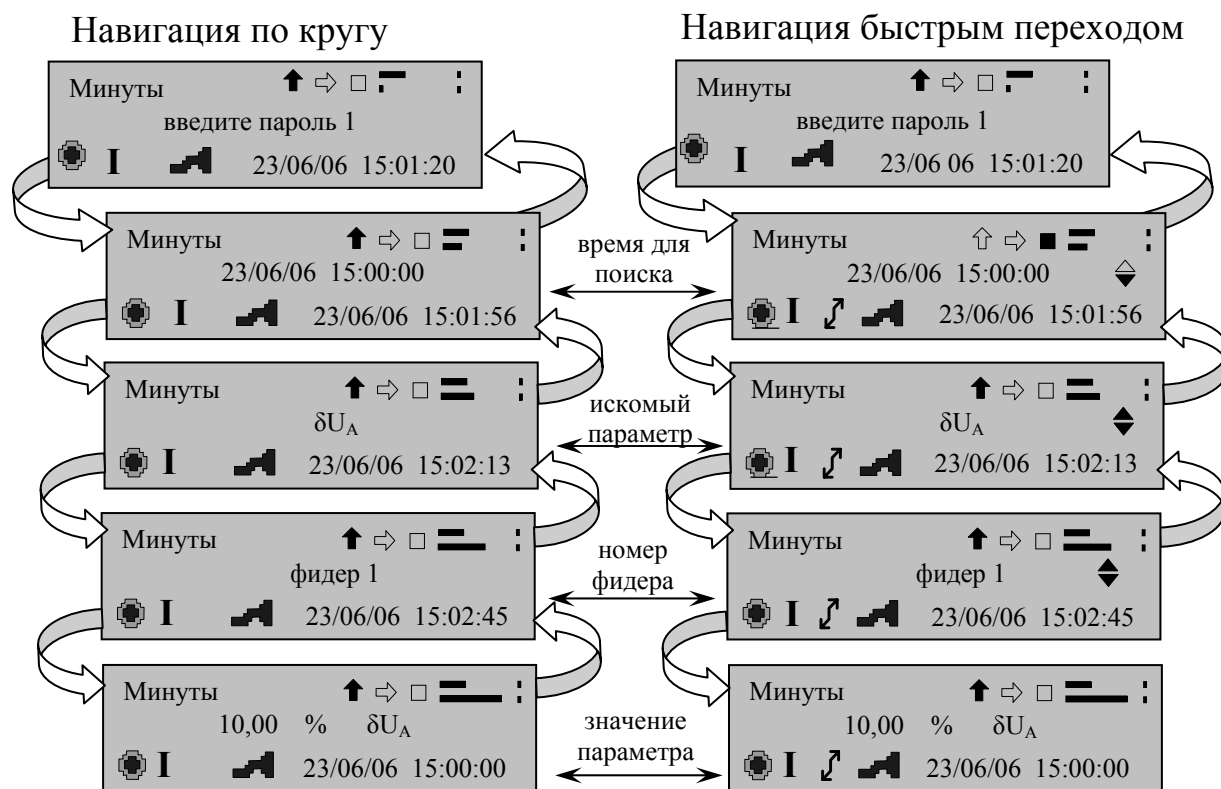 Навигация по кругу
Минуты
введите пароль 1
I 23/06/06 15:01:20
Минуты
23/06/06 15:00:00
I 23/06/06 15:01:56
Минуты
δUA
I 23/06/06 15:02:13
Минуты
фидер 1
I 23/06/06 15:02:45
Минуты
10,00 % δUA
I 23/06/06 15:00:00
время для
поиска
искомый
параметр
номер
фидера
значение
параметра
Навигация быстрым переходом
Минуты
введите пароль 1
I 23/06 06 15:01:20
Минуты
23/06/06 15:00:00
I 23/06/06 15:01:56
Минуты
δUA
I 23/06/06 15:02:13
Минуты
фидер 1
I 23/06/06 15:02:45
Минуты
10,00 % δUA
I 23/06/06 15:00:00